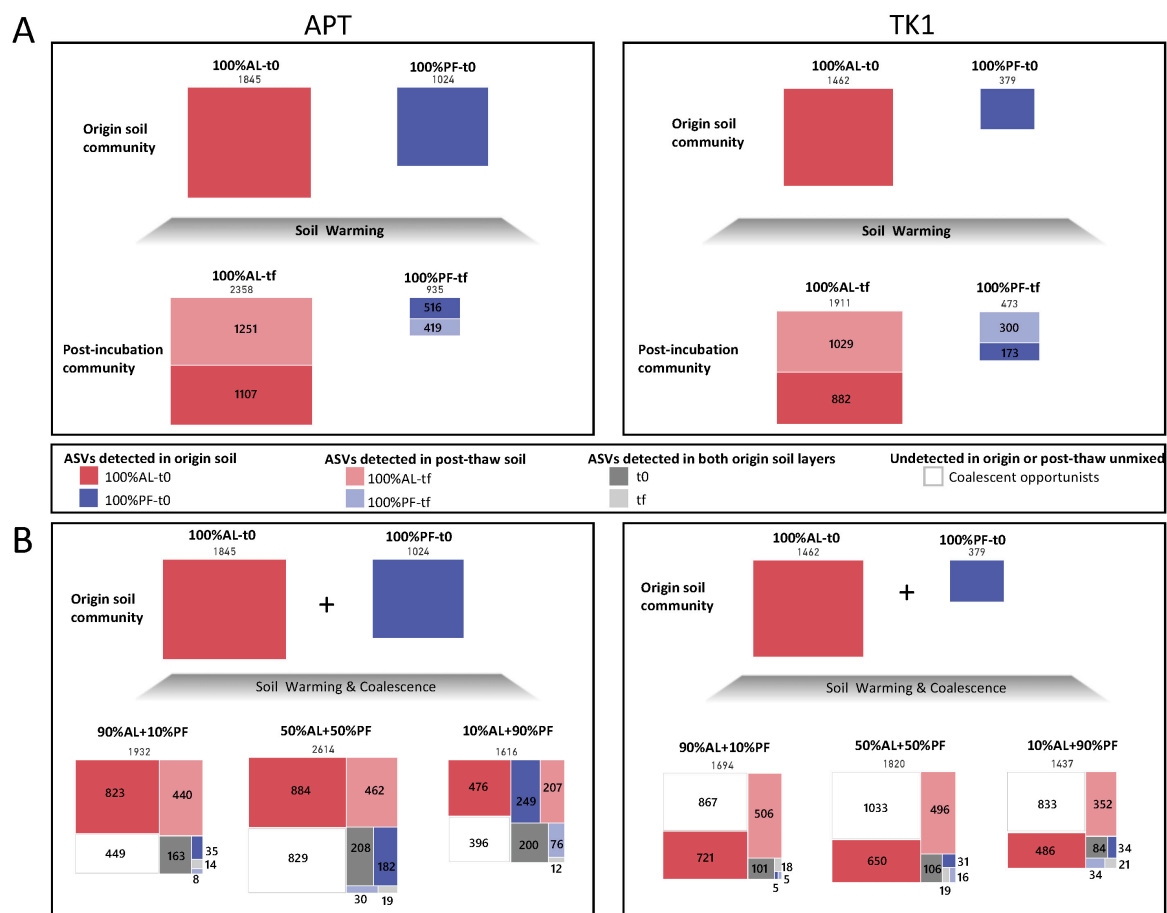 A
APT
TK1
100%AL-t0
1845
100%PF-t0
1024
Origin soil
community
Soil Warming
100%AL-tf
2358
100%PF-tf
935
1251
1107
516
419
Post-incubation
community
100%AL-t0
1462
100%PF-t0
379
Origin soil
community
Soil Warming
100%AL-tf
1911
100%PF-tf
473
1029
882
300
173
Post-incubation
community
ASVs detected in origin soil
100%AL-t0
100%PF-t0
ASVs detected in post-thaw soil
100%AL-tf
100%PF-tf
ASVs detected in both origin soil layers
t0
tf
Undetected in origin or post-thaw unmixed
Coalescent opportunists
B
100%AL-t0
1845
100%PF-t0
1024
Origin soil
community
+
Soil Warming & Coalescence
90%AL+10%PF
1932
823
440
449
163
35
14
8
50%AL+50%PF
2614
884
462
829
208
182
30
19
10%AL+90%PF
1616
476
249
207
396
200
76
12
100%AL-t0
1462
100%PF-t0
379
Origin soil
community
+
Soil Warming & Coalescence
90%AL+10%PF
1694
867
506
721
101
18
5
5
50%AL+50%PF
1820
1033
496
650
106
31
16
19
10%AL+90%PF
1437
833
352
486
84
34
21
34